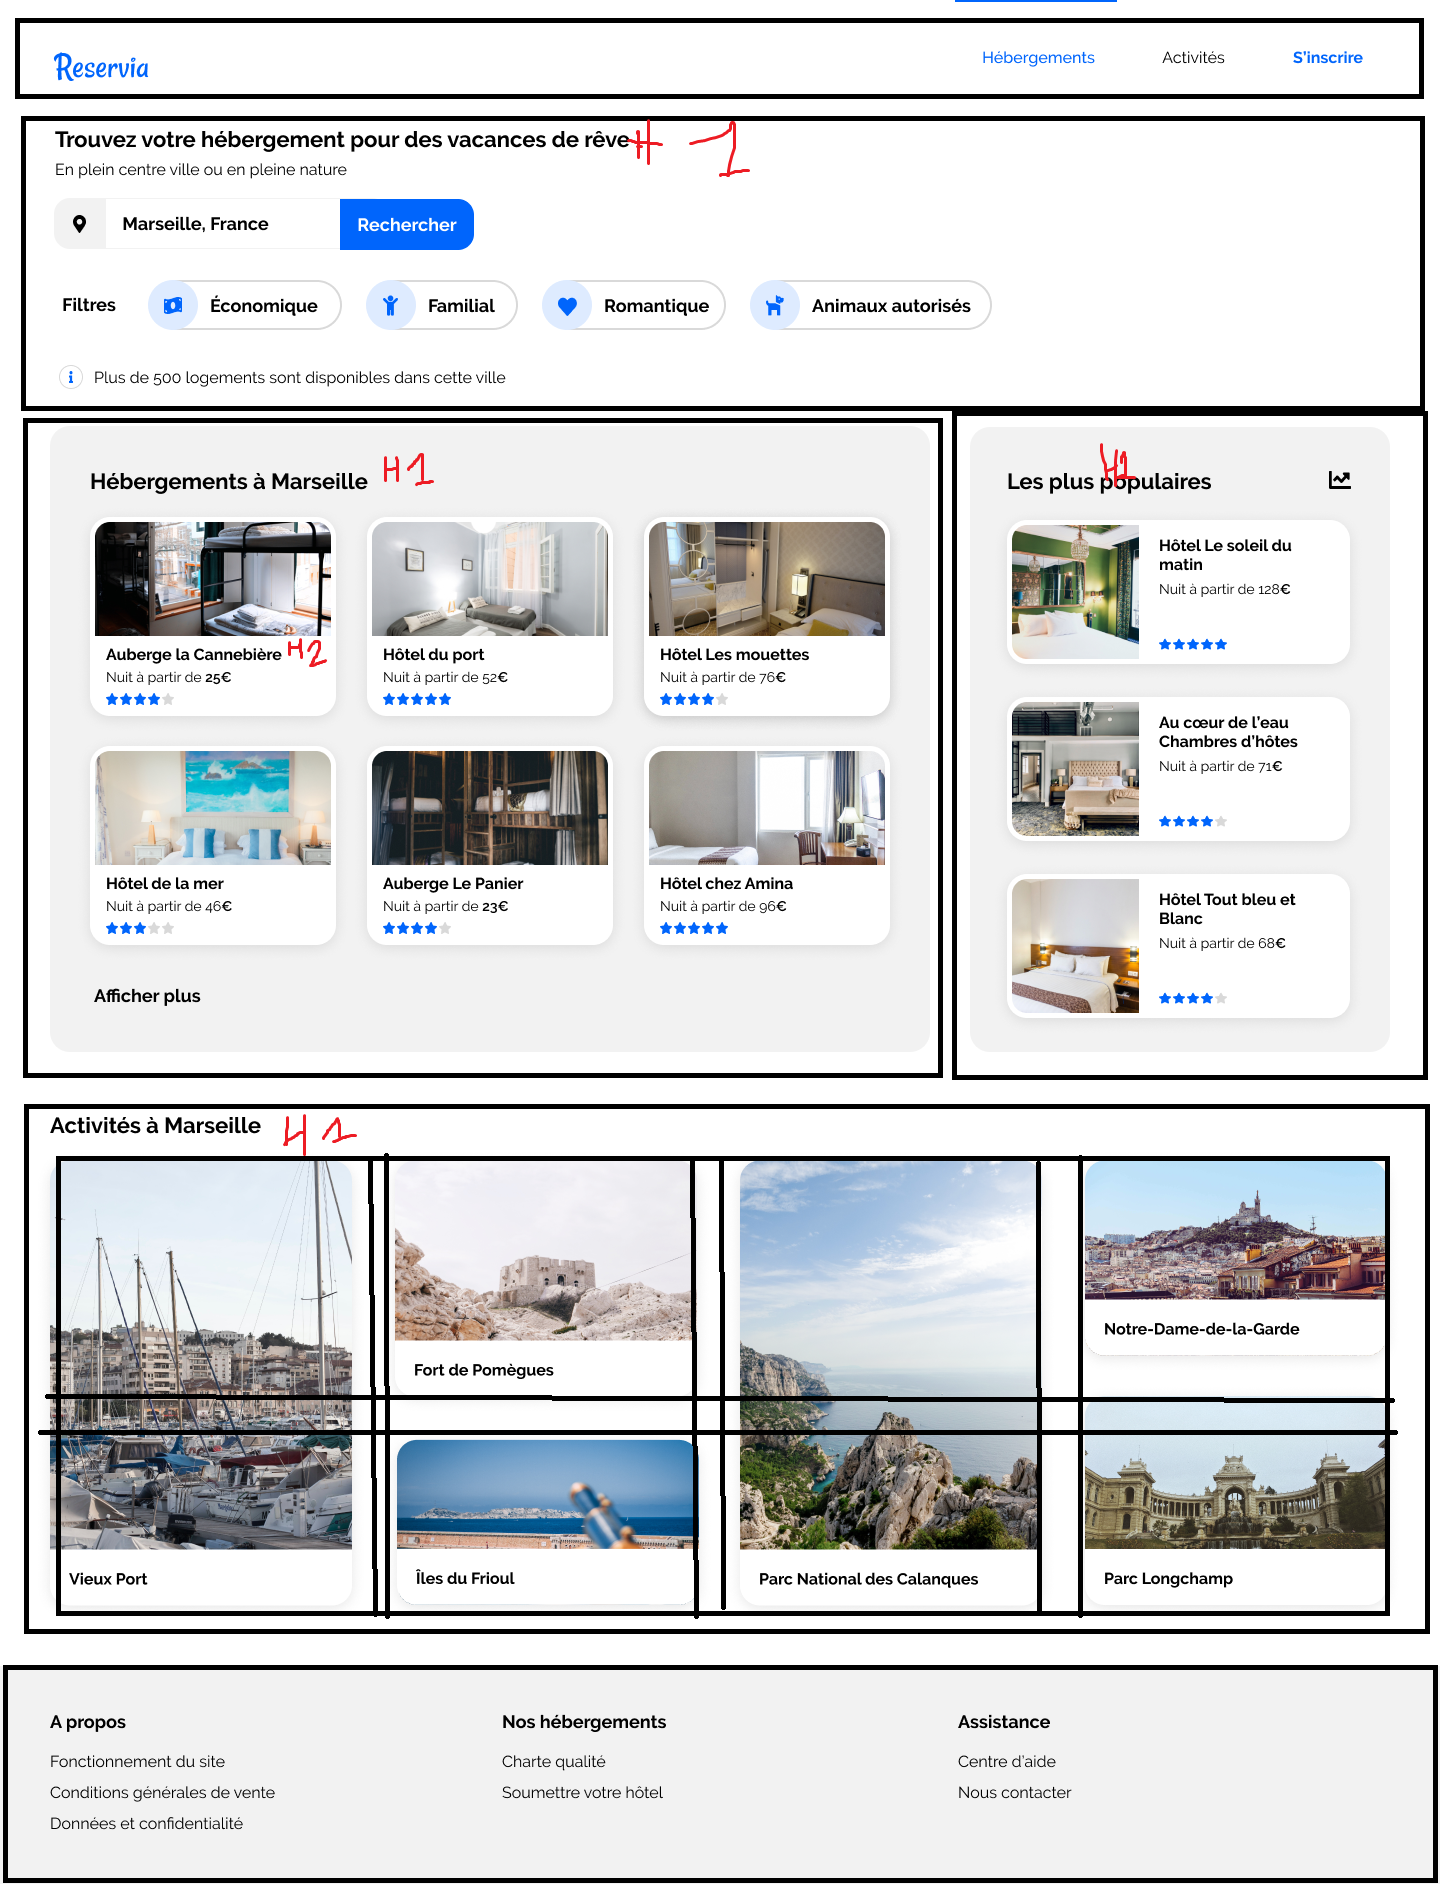 Reservia
Hébergements
Activités
S'inscrire
Trouvez votre hébergement pour des vacances de rêve
H - 1
En plein centre ville ou en pleine nature
Marseille, France
Rechercher
Filtres
Économique
Familial
Romantique
Animaux autorisés
Plus de 500 logements sont disponibles dans cette ville
Hébergements à Marseille
H1
Auberge la Cannebière
H2
Nuit à partir de 25€
Hôtel du port
Nuit à partir de 52€
Hôtel Les mouettes
Nuit à partir de 76€
Hôtel de la mer
Nuit à partir de 46€
Auberge Le Panier
Nuit à partir de 23€
Hôtel chez Amina
Nuit à partir de 96€
Afficher plus
Les plus populaires
H1
Hôtel Le soleil du
matin
Nuit à partir de 128€
Au cœur de l'eau
Chambres d'hôtes
Nuit à partir de 71€
Hôtel Tout bleu et
Blanc
Nuit à partir de 68€
Activités à Marseille
H1
Vieux Port
Fort de Pomègues
Îles du Frioul
Parc National des Calanques
Notre-Dame-de-la-Garde
Parc Longchamp
A propos
Fonctionnement du site
Conditions générales de vente
Données et confidentialité
Nos hébergements
Charte qualité
Soumettre votre hôtel
Assistance
Centre d'aide
Nous contacter